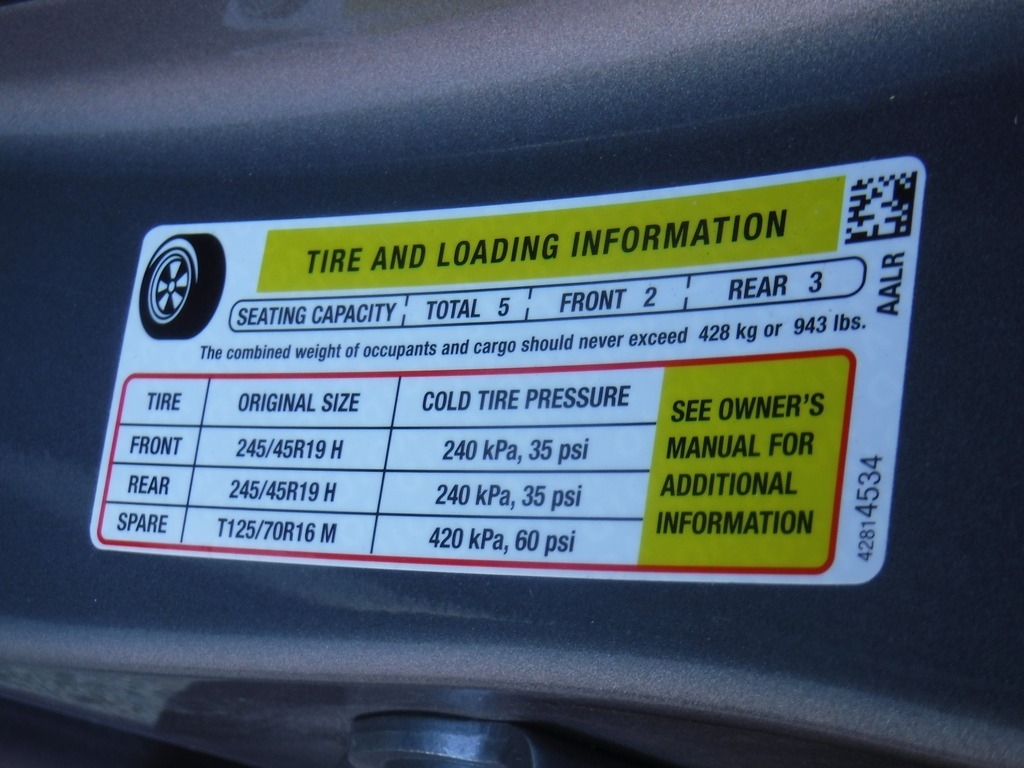 TIRE AND LOADING INFORMATION
SEATING CAPACITY TOTAL 5 FRONT 2 REAR 3
The combined weight of occupants and cargo should never exceed 428 kg or 943 lbs.
TIRE ORIGINAL SIZE COLD TIRE PRESSURE
FRONT 245/45R19 H 240 kPa, 35 psi
REAR 245/45R19 H 240 kPa, 35 psi
SPARE T125/70R16 M 420 kPa, 60 psi
SEE OWNER'S
MANUAL FOR
ADDITIONAL
INFORMATION
AALR
42814534